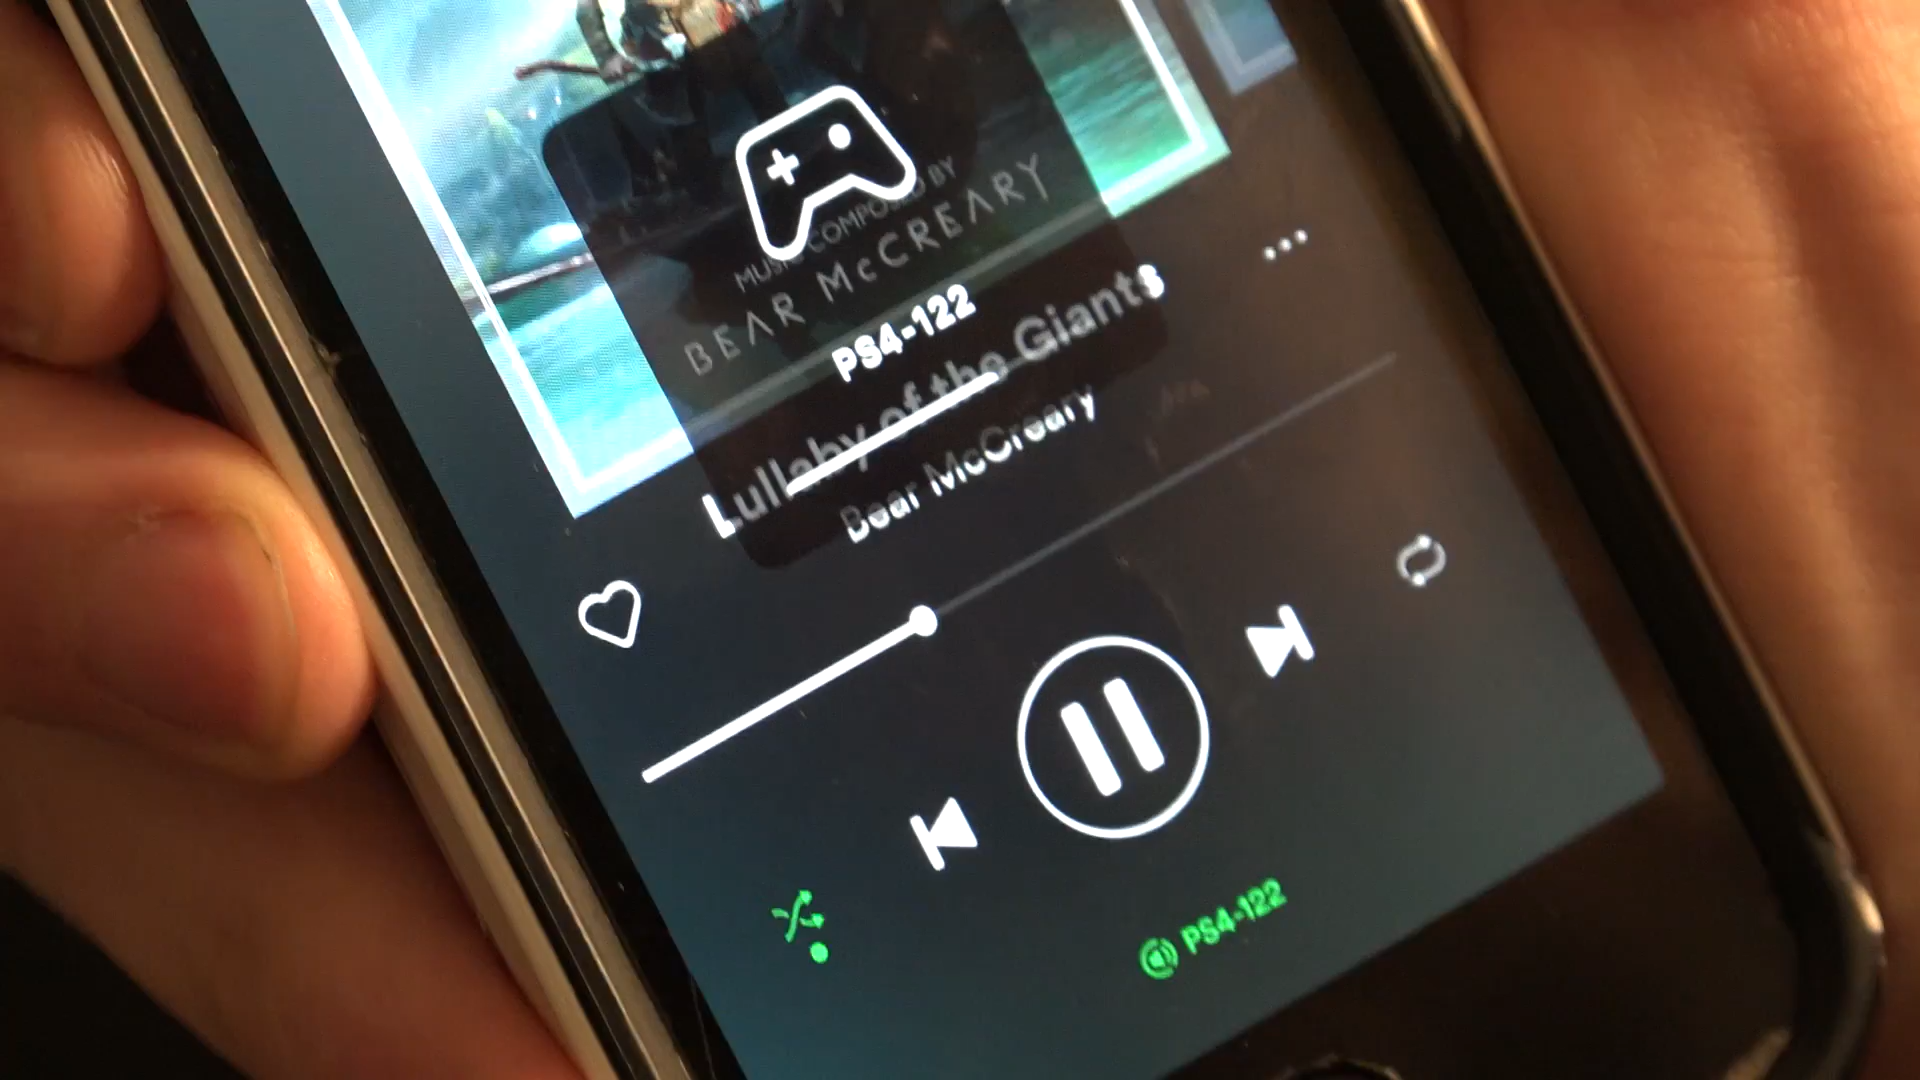 MUSIC COMPOSED BY
BEAR McCREARY
PS4-122
Lullaby of the Giants
Bear McCreary
PS4-122